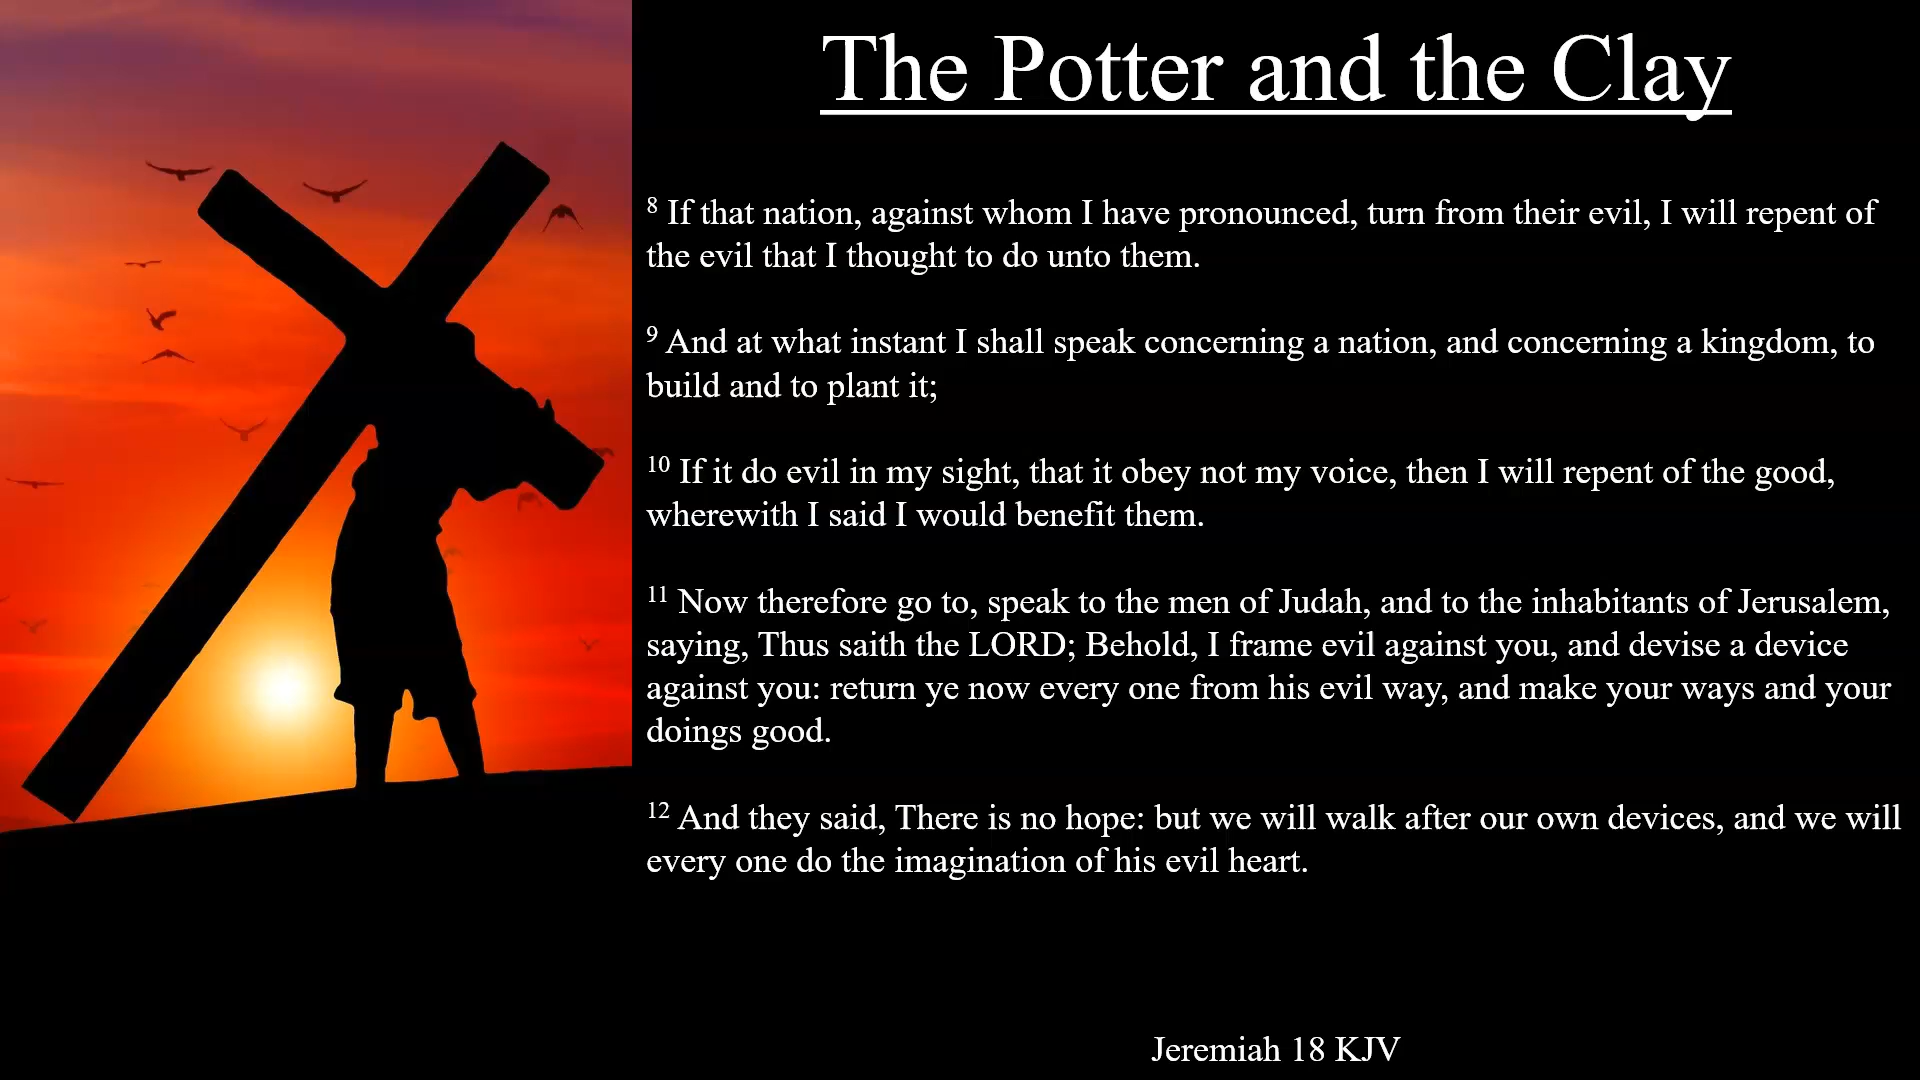 The Potter and the Clay
8 If that nation, against whom I have pronounced, turn from their evil, I will repent of
the evil that I thought to do unto them.
9 And at what instant I shall speak concerning a nation, and concerning a kingdom, to
build and to plant it;
10 If it do evil in my sight, that it obey not my voice, then I will repent of the good,
wherewith I said I would benefit them.
11 Now therefore go to, speak to the men of Judah, and to the inhabitants of Jerusalem,
saying, Thus saith the LORD; Behold, I frame evil against you, and devise a device
against you: return ye now every one from his evil way, and make your ways and your
doings good.
12 And they said, There is no hope: but we will walk after our own devices, and we will
every one do the imagination of his evil heart.
Jeremiah 18 KJV